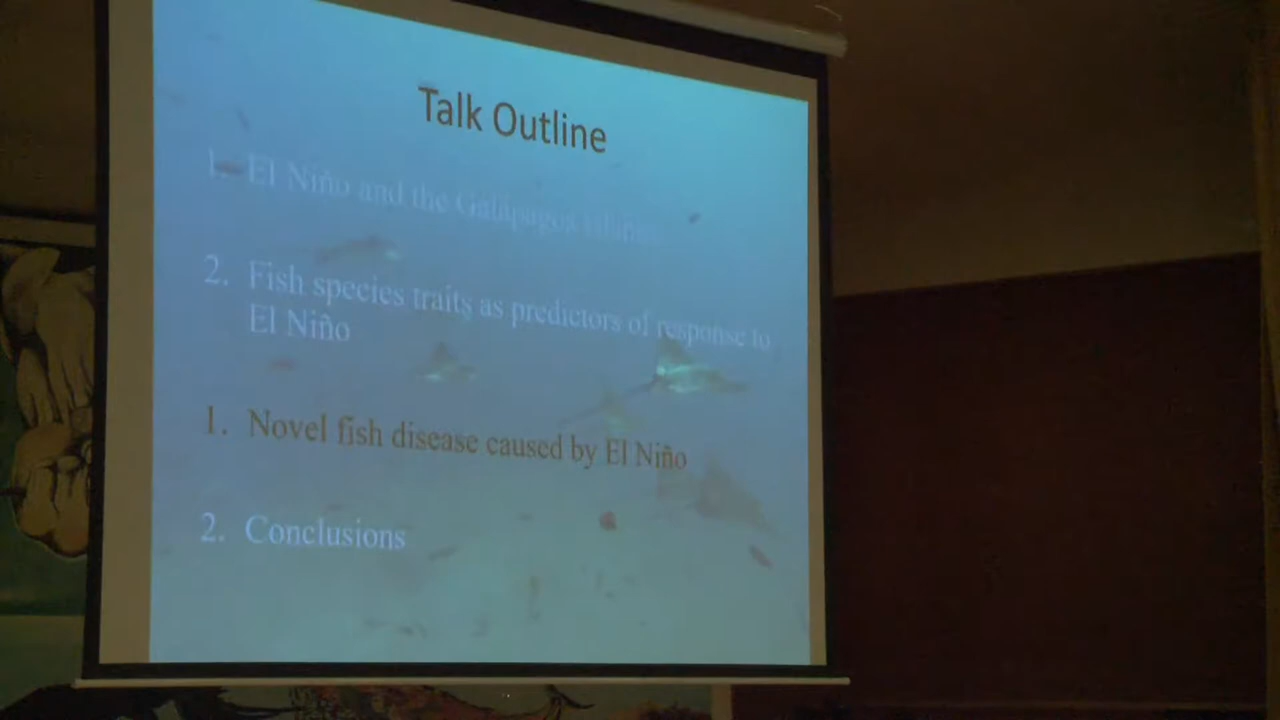 Talk Outline
1. El Niño and the Galápagos Islands
2. Fish species traits as predictors of response to
El Niño
1. Novel fish disease caused by El Niño
2. Conclusions